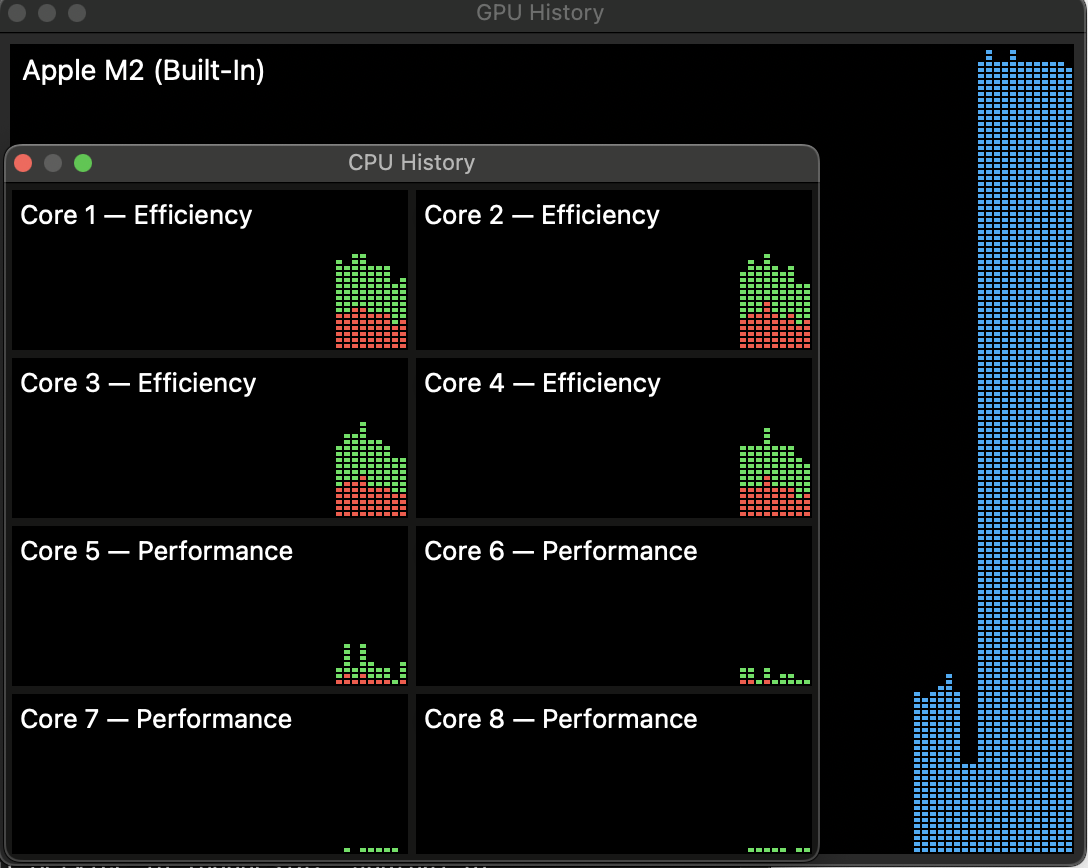 GPU History
Apple M2 (Built-In)
CPU History
Core 1 — Efficiency
Core 2 — Efficiency
Core 3 — Efficiency
Core 4 — Efficiency
Core 5 — Performance
Core 6 — Performance
Core 7 — Performance
Core 8 — Performance